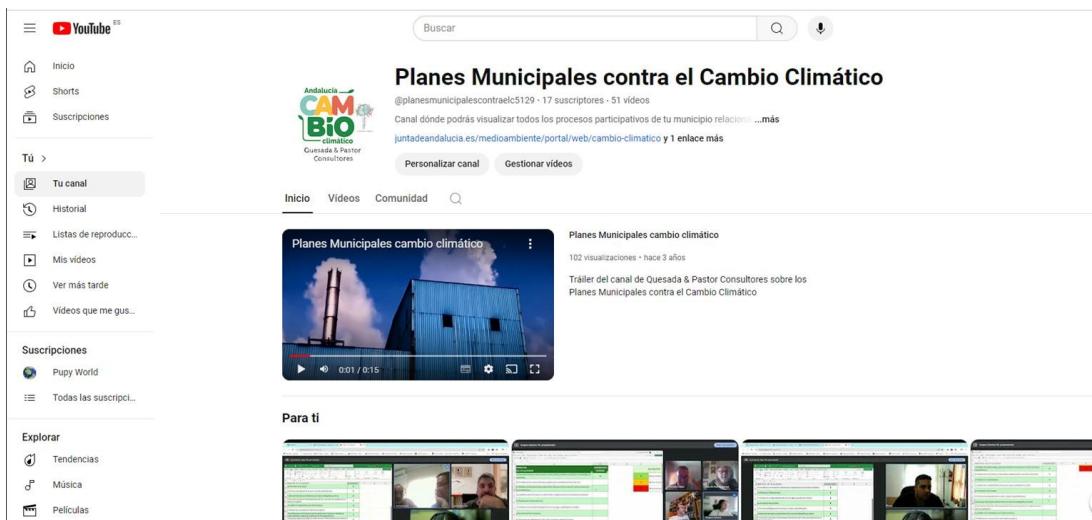 YouTube ES
Buscar
Inicio
Shorts
Suscripciones
Tú >
Tu canal
Historial
Listas de reproducc...
Mis vídeos
Ver más tarde
Vídeos que me gus...
Suscripciones
Pupy World
Todas las suscripci...
Explorar
Tendencias
Música
Películas
Andalucía
CAMBIO
climático
Quesada & Pastor
Consultores
Planes Municipales contra el Cambio Climático
@planesmunicipalescontraelc5129 · 17 suscriptores · 51 vídeos
Canal dónde podrás visualizar todos los procesos participativos de tu municipio relacion ...más
juntadeandalucia.es/medioambiente/portal/web/cambio-climatico y 1 enlace más
Personalizar canal Gestionar vídeos
Inicio Vídeos Comunidad
Planes Municipales cambio climático
0:01 / 0:15
Planes Municipales cambio climático
102 visualizaciones · hace 3 años
Tráiler del canal de Quesada & Pastor Consultores sobre los
Planes Municipales contra el Cambio Climático
Para ti